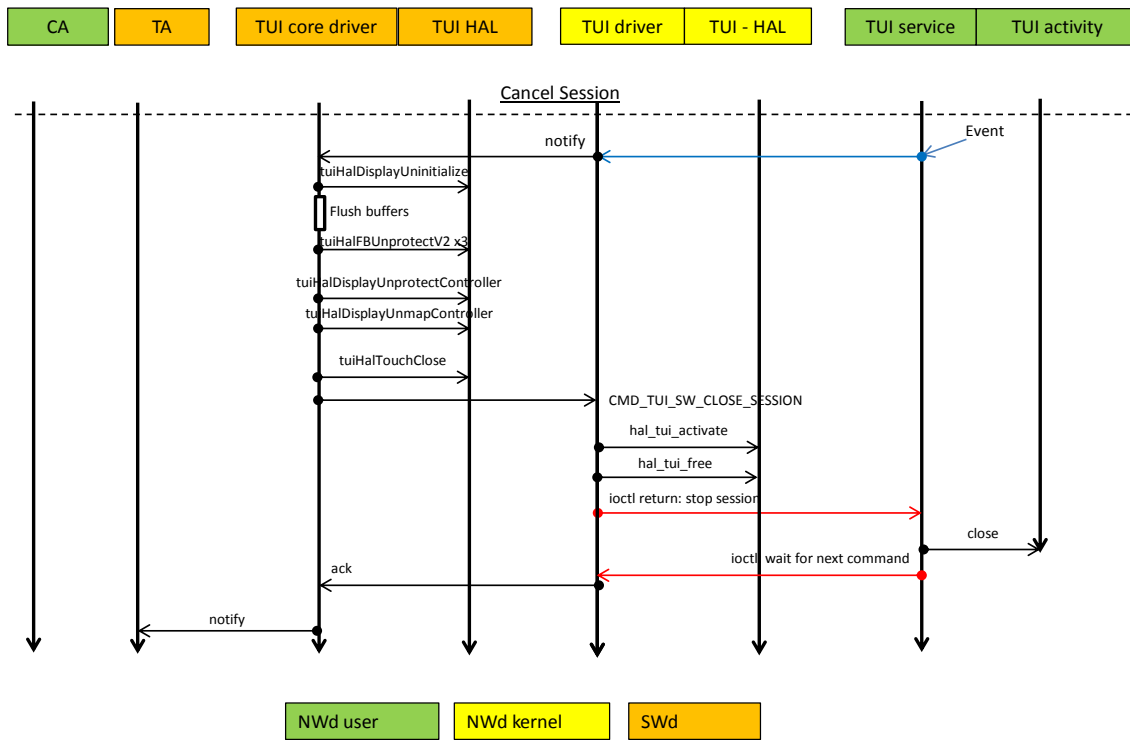 CA
TA
TUI core driver
TUI HAL
TUI driver
TUI - HAL
TUI service
TUI activity
Cancel Session
Event
notify
tuiHalDisplayUninitialize
Flush buffers
tuiHalFBUnprotectV2 x3
tuiHalDisplayUnprotectController
tuiHalDisplayUnmapController
tuiHalTouchClose
CMD_TUI_SW_CLOSE_SESSION
hal_tui_activate
hal_tui_free
ioctl return: stop session
close
ioctl wait for next command
ack
notify
NWd user
NWd kernel
SWd